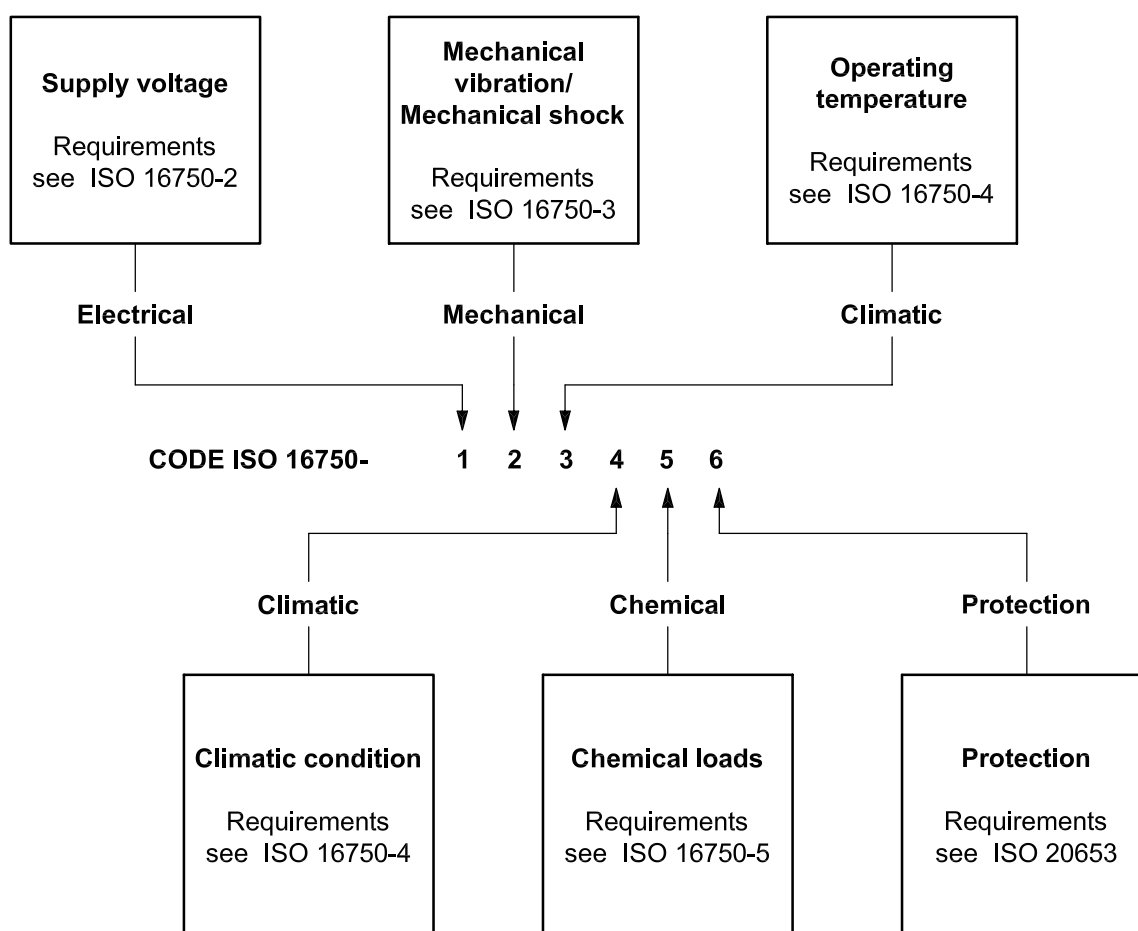 Supply voltage
Requirements
see ISO 16750-2
Mechanical
vibration/
Mechanical shock
Requirements
see ISO 16750-3
Operating
temperature
Requirements
see ISO 16750-4
Electrical
Mechanical
Climatic
CODE ISO 16750- 1 2 3 4 5 6
Climatic
Chemical
Protection
Climatic condition
Requirements
see ISO 16750-4
Chemical loads
Requirements
see ISO 16750-5
Protection
Requirements
see ISO 20653